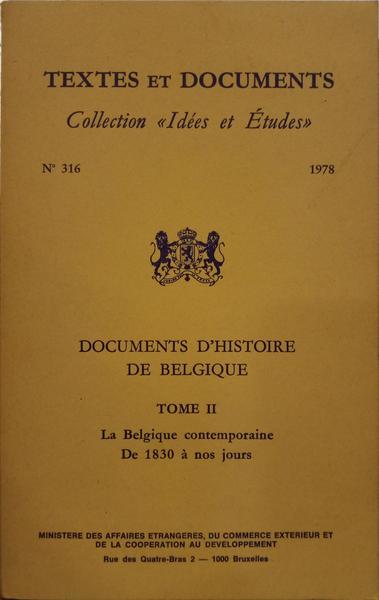 TEXTES ET DOCUMENTS
Collection «Idées et Études»
N° 316 1978
DOCUMENTS D'HISTOIRE
DE BELGIQUE
TOME II
La Belgique contemporaine
De 1830 à nos jours
MINISTERE DES AFFAIRES ETRANGERES, DU COMMERCE EXTERIEUR ET
DE LA COOPERATION AU DEVELOPPEMENT
Rue des Quatre-Bras 2 — 1000 Bruxelles